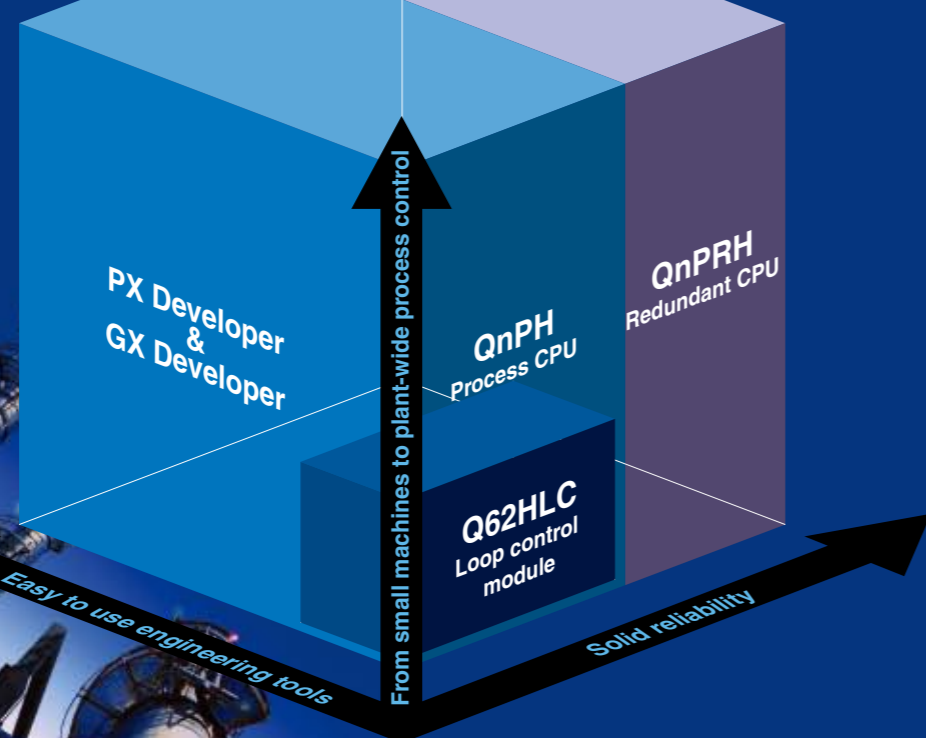 From small machines to plant-wide process control
PX Developer
&
GX Developer
QnPH
Process CPU
QnPRH
Redundant CPU
Q62HLC
Loop control
module
Easy to use engineering tools
Solid reliability